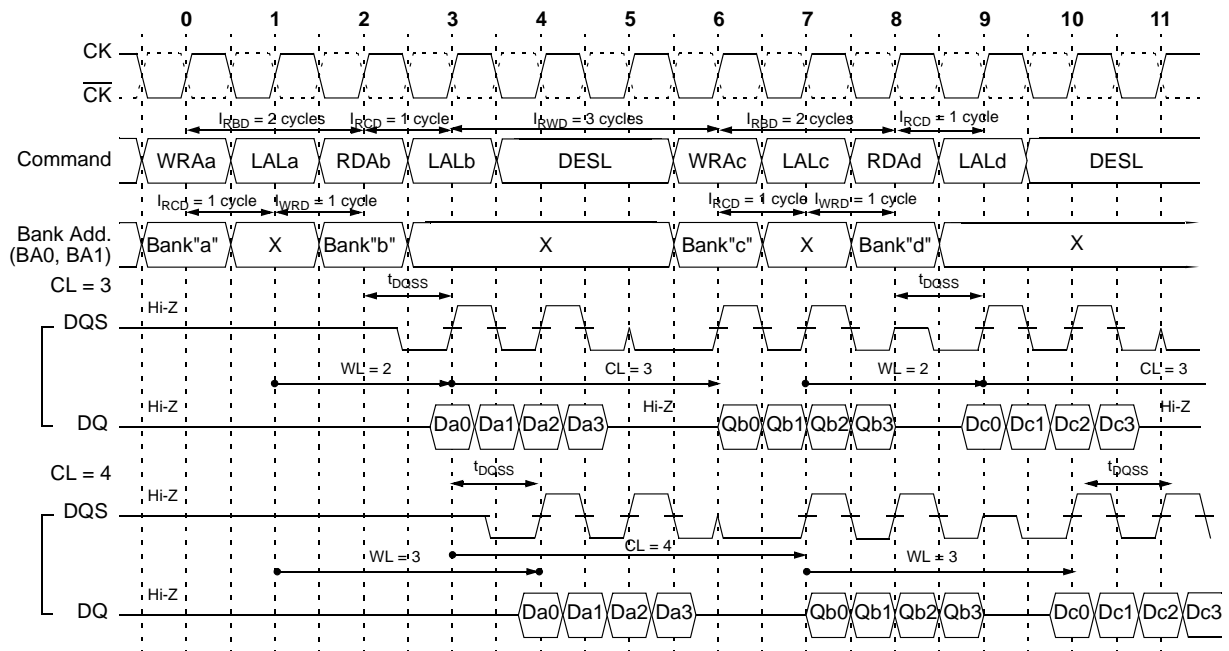 0 1 2 3 4 5 6 7 8 9 10 11
CK
CK
IRBD = 2 cycles IRCD = 1 cycle IRWD = 3 cycles IRBD = 2 cycles IRCD = 1 cycle
Command WRAa LALa RDAb LALb DESL WRAc LALc RDAd LALd DESL
IRCD = 1 cycle IWRD = 1 cycle IRCD = 1 cycle IWRD = 1 cycle
Bank Add.
(BA0, BA1)
Bank"a" X Bank"b" X Bank"c" X Bank"d" X
CL = 3
tDQSS tDQSS
Hi-Z
DQS
WL = 2 CL = 3 WL = 2 CL = 3
Hi-Z Hi-Z Hi-Z
DQ Da0 Da1 Da2 Da3 Qb0 Qb1 Qb2 Qb3 Dc0 Dc1 Dc2 Dc3
CL = 4
tDQSS tDQSS
Hi-Z
DQS
CL = 4
WL = 3 WL = 3
Hi-Z
DQ Da0 Da1 Da2 Da3 Qb0 Qb1 Qb2 Qb3 Dc0 Dc1 Dc2 Dc3